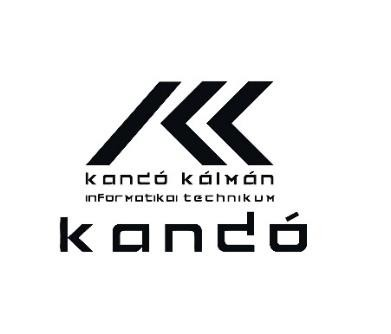 kandó kálmán
informatikai technikum
kandó